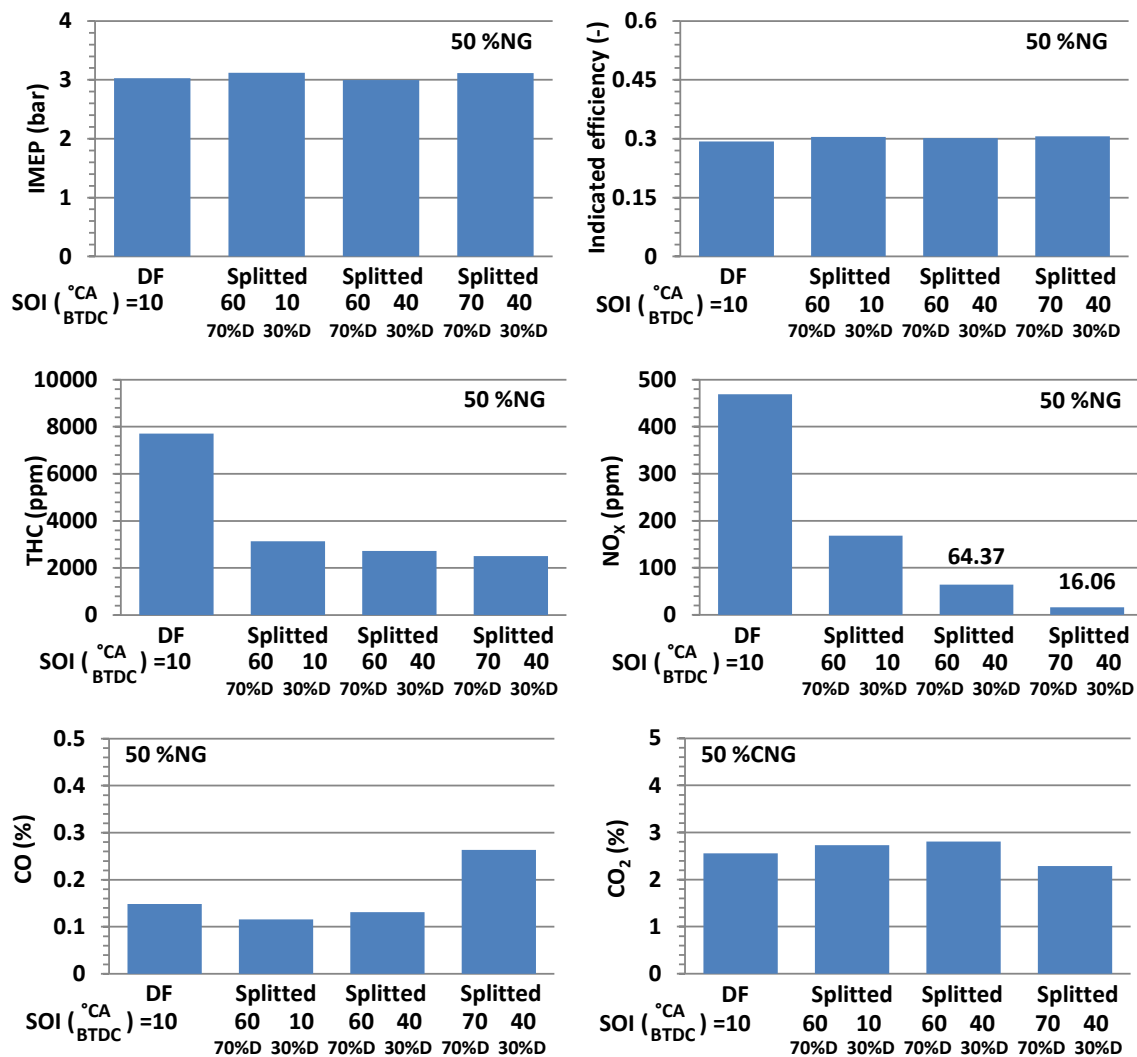 4
3
2
1
0
IMEP (bar)
50 %NG
DF Splitted Splitted Splitted
SOI ( °CA BTDC ) =10 60 10 60 40 70 40
70%D 30%D 70%D 30%D 70%D 30%D
0.6
0.45
0.3
0.15
0
Indicated efficiency (-)
50 %NG
DF Splitted Splitted Splitted
SOI ( °CA BTDC ) =10 60 10 60 40 70 40
70%D 30%D 70%D 30%D 70%D 30%D
10000
8000
6000
4000
2000
0
THC (ppm)
50 %NG
DF Splitted Splitted Splitted
SOI ( °CA BTDC ) =10 60 10 60 40 70 40
70%D 30%D 70%D 30%D 70%D 30%D
500
400
300
200
100
0
NOX (ppm)
50 %NG
64.37
16.06
DF Splitted Splitted Splitted
SOI ( °CA BTDC ) =10 60 10 60 40 70 40
70%D 30%D 70%D 30%D 70%D 30%D
0.5
0.4
0.3
0.2
0.1
0
CO (%)
50 %NG
DF Splitted Splitted Splitted
SOI ( °CA BTDC ) =10 60 10 60 40 70 40
70%D 30%D 70%D 30%D 70%D 30%D
5
4
3
2
1
0
CO2 (%)
50 %CNG
DF Splitted Splitted Splitted
SOI ( °CA BTDC ) =10 60 10 60 40 70 40
70%D 30%D 70%D 30%D 70%D 30%D